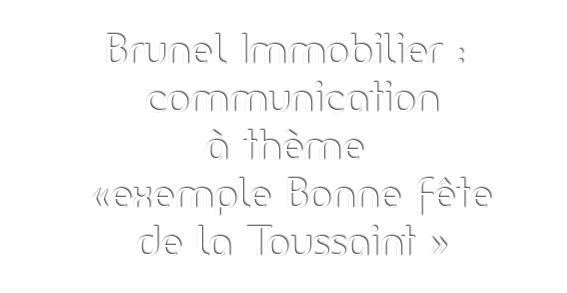 Brunel Immobilier :
communication
à thème
«exemple Bonne Fête
de la Toussaint »